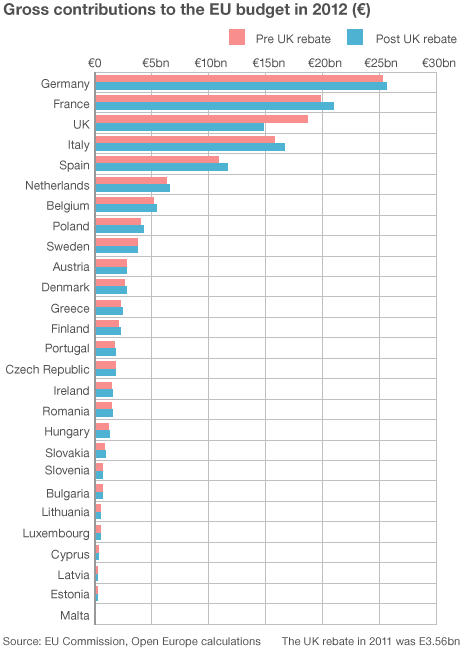 Gross contributions to the EU budget in 2012 (€)
Pre UK rebate Post UK rebate
€0 €5bn €10bn €15bn €20bn €25bn €30bn
Germany
France
UK
Italy
Spain
Netherlands
Belgium
Poland
Sweden
Austria
Denmark
Greece
Finland
Portugal
Czech Republic
Ireland
Romania
Hungary
Slovakia
Slovenia
Bulgaria
Lithuania
Luxembourg
Cyprus
Latvia
Estonia
Malta
Source: EU Commission, Open Europe calculations The UK rebate in 2011 was E3.56bn